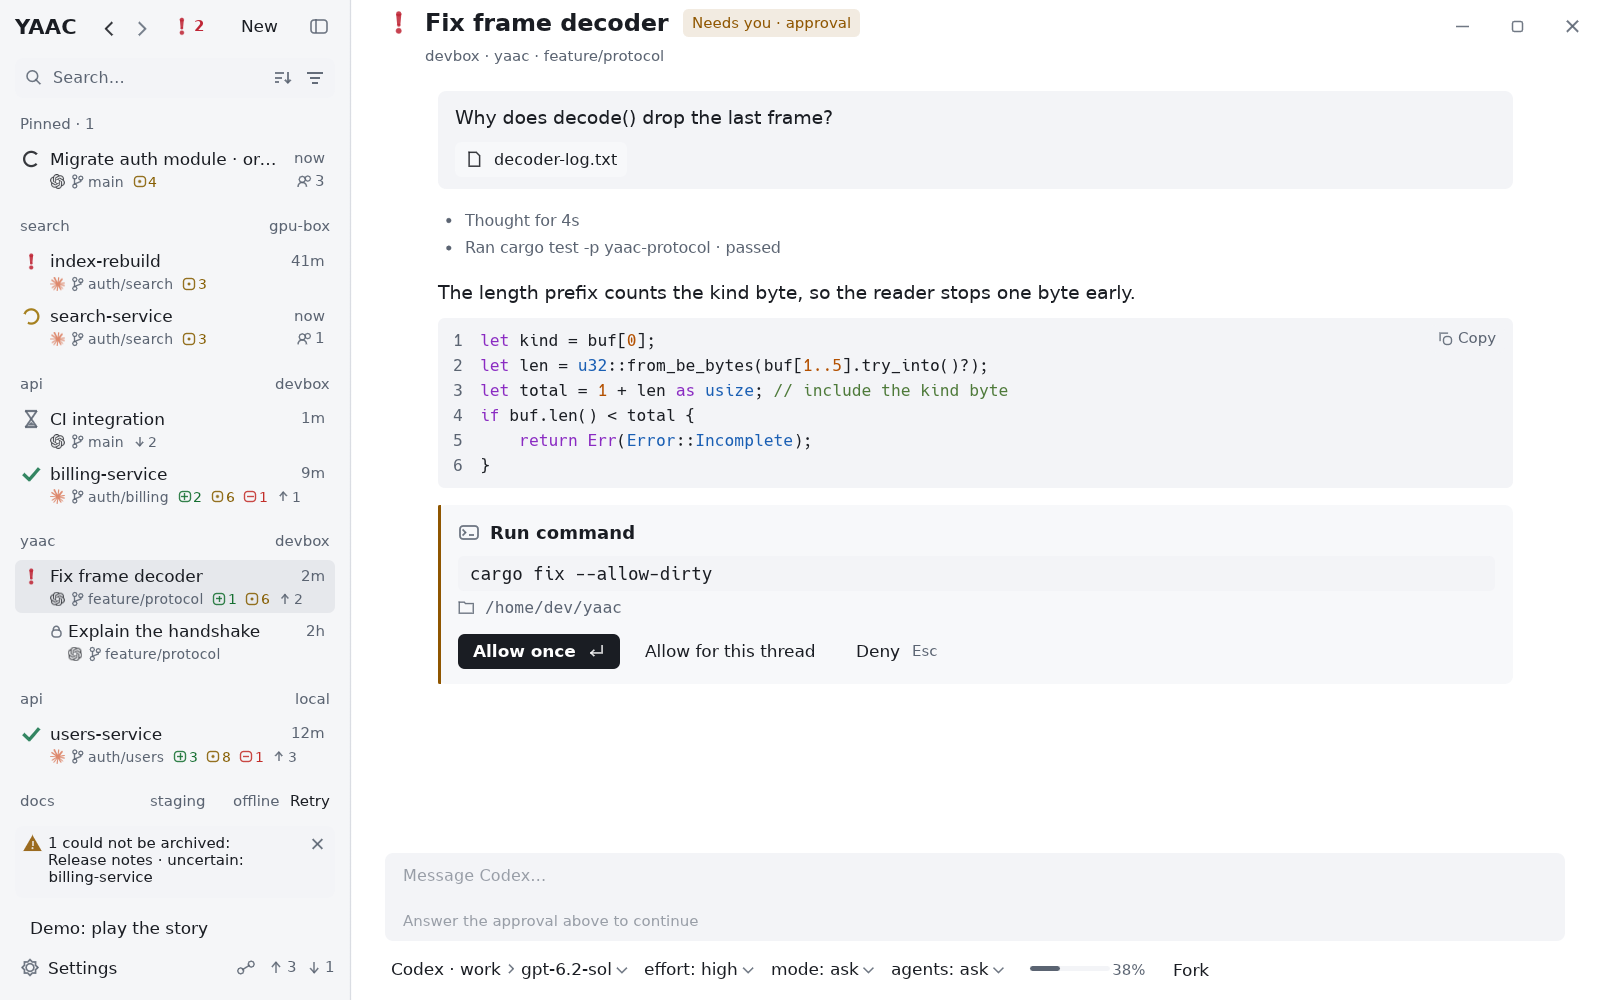 YAAC
2
New
Search...
Pinned · 1
Migrate auth module · or... now
main 4 3
search gpu-box
index-rebuild 41m
auth/search 3
search-service now
auth/search 3 1
api devbox
CI integration 1m
main ↓2
billing-service 9m
auth/billing 2 6 1 ↑1
yaac devbox
Fix frame decoder 2m
feature/protocol 1 6 ↑2
Explain the handshake 2h
feature/protocol
api local
users-service 12m
auth/users 3 8 1 ↑3
docs staging offline Retry
1 could not be archived:
Release notes · uncertain:
billing-service
Demo: play the story
Settings ↑3 ↓1
Fix frame decoder Needs you · approval
devbox · yaac · feature/protocol
Why does decode() drop the last frame?
decoder-log.txt
• Thought for 4s
• Ran cargo test -p yaac-protocol · passed
The length prefix counts the kind byte, so the reader stops one byte early.
Copy
1 let kind = buf[0];
2 let len = u32::from_be_bytes(buf[1..5].try_into()?);
3 let total = 1 + len as usize; // include the kind byte
4 if buf.len() < total {
5     return Err(Error::Incomplete);
6 }
Run command
cargo fix --allow-dirty
/home/dev/yaac
Allow once Allow for this thread Deny Esc
Message Codex...
Answer the approval above to continue
Codex · work gpt-6.2-sol effort: high mode: ask agents: ask 38% Fork